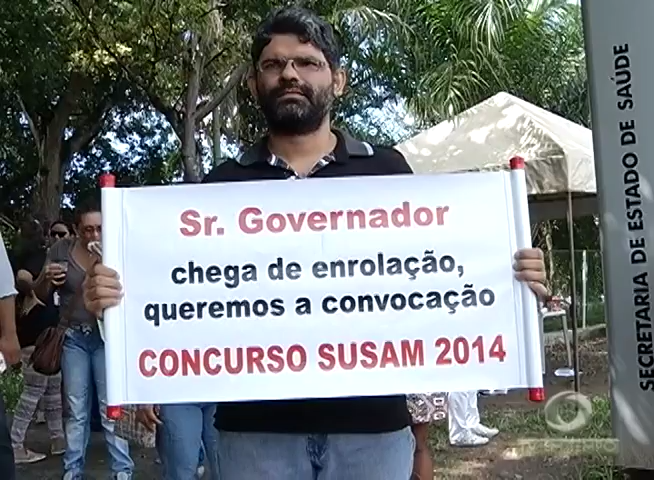 Sr. Governador
chega de enrolação,
queremos a convocação
CONCURSO SUSAM 2014
SECRETARIA DE ESTADO DE SAÚDE